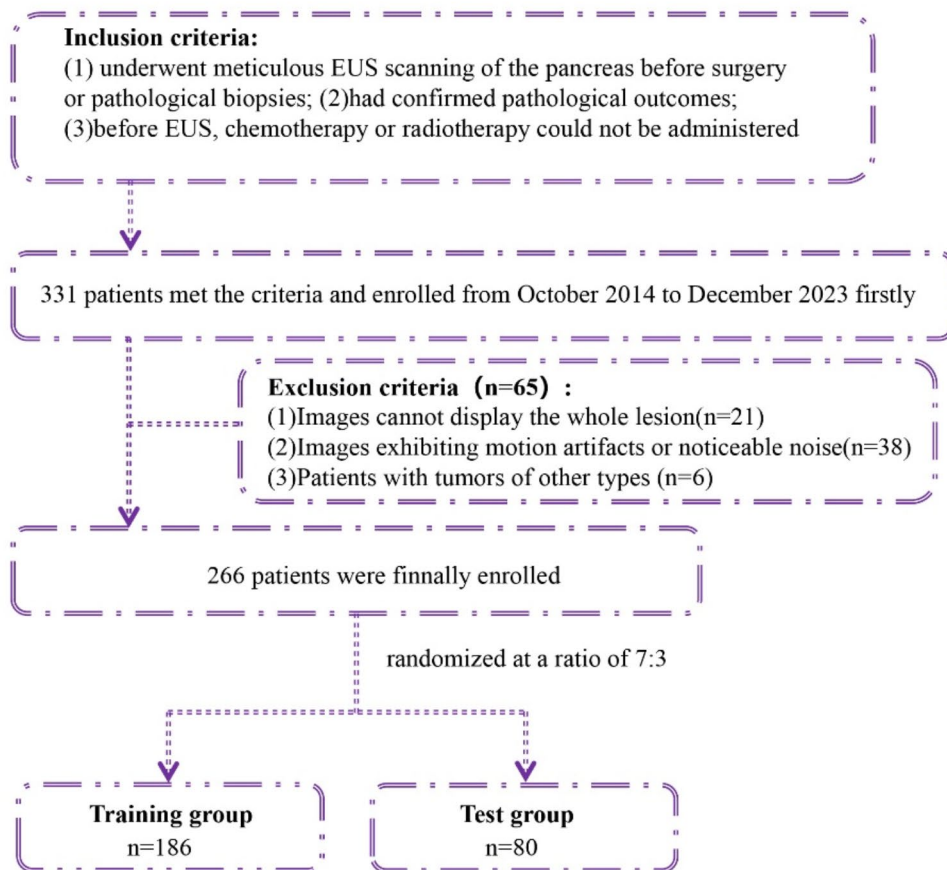 Inclusion criteria:
(1) underwent meticulous EUS scanning of the pancreas before surgery
or pathological biopsies; (2)had confirmed pathological outcomes;
(3)before EUS, chemotherapy or radiotherapy could not be administered
331 patients met the criteria and enrolled from October 2014 to December 2023 firstly
Exclusion criteria（n=65）:
(1)Images cannot display the whole lesion(n=21)
(2)Images exhibiting motion artifacts or noticeable noise(n=38)
(3)Patients with tumors of other types (n=6)
266 patients were finnally enrolled
randomized at a ratio of 7:3
Training group
n=186
Test group
n=80